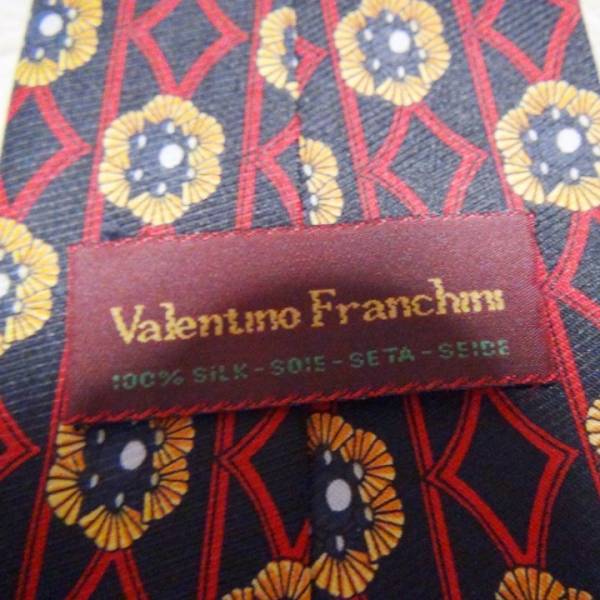 Valentino Franchini
100% SILK-SOIE-SETA-SEIDE